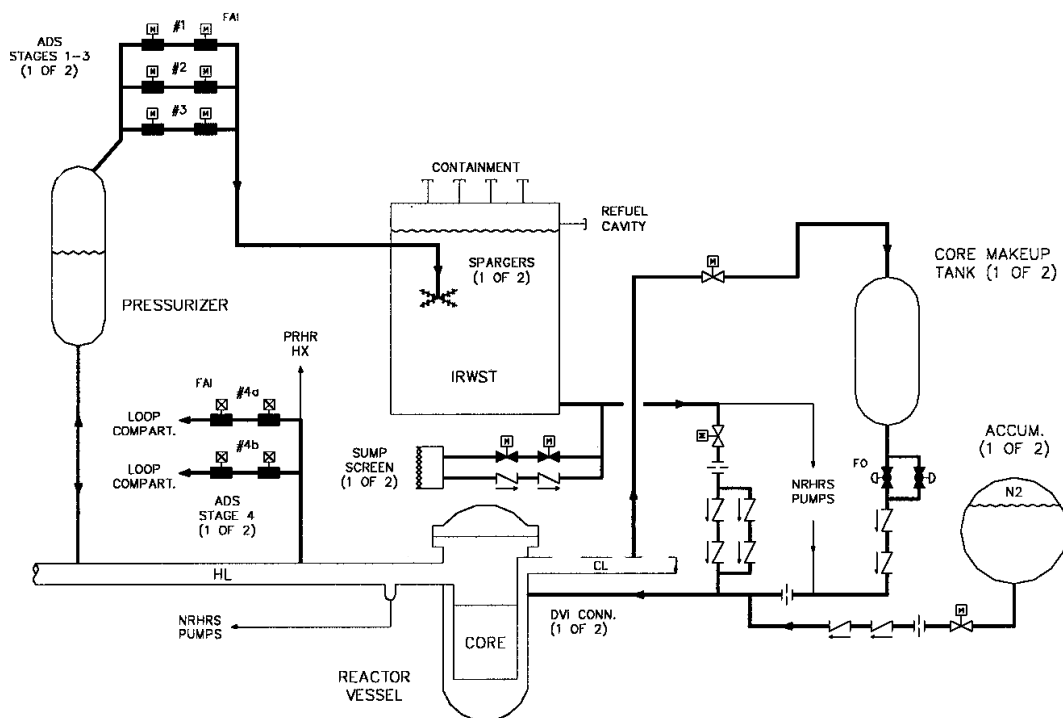 ADS
STAGES 1-3
(1 OF 2)
#1
FAI
M
M
#2
M
M
#3
M
M
CONTAINMENT
REFUEL
CAVITY
SPARGERS
(1 OF 2)
IRWST
PRESSURIZER
PRHR
HX
FAI
#4a
LOOP
COMPART.
#4b
LOOP
COMPART.
ADS
STAGE 4
(1 OF 2)
SUMP
SCREEN
(1 OF 2)
M
M
M
CORE MAKEUP
TANK (1 OF 2)
NRHRS
PUMPS
FO
ACCUM.
(1 OF 2)
N2
M
HL
CL
NRHRS
PUMPS
CORE
DVI CONN.
(1 OF 2)
REACTOR
VESSEL